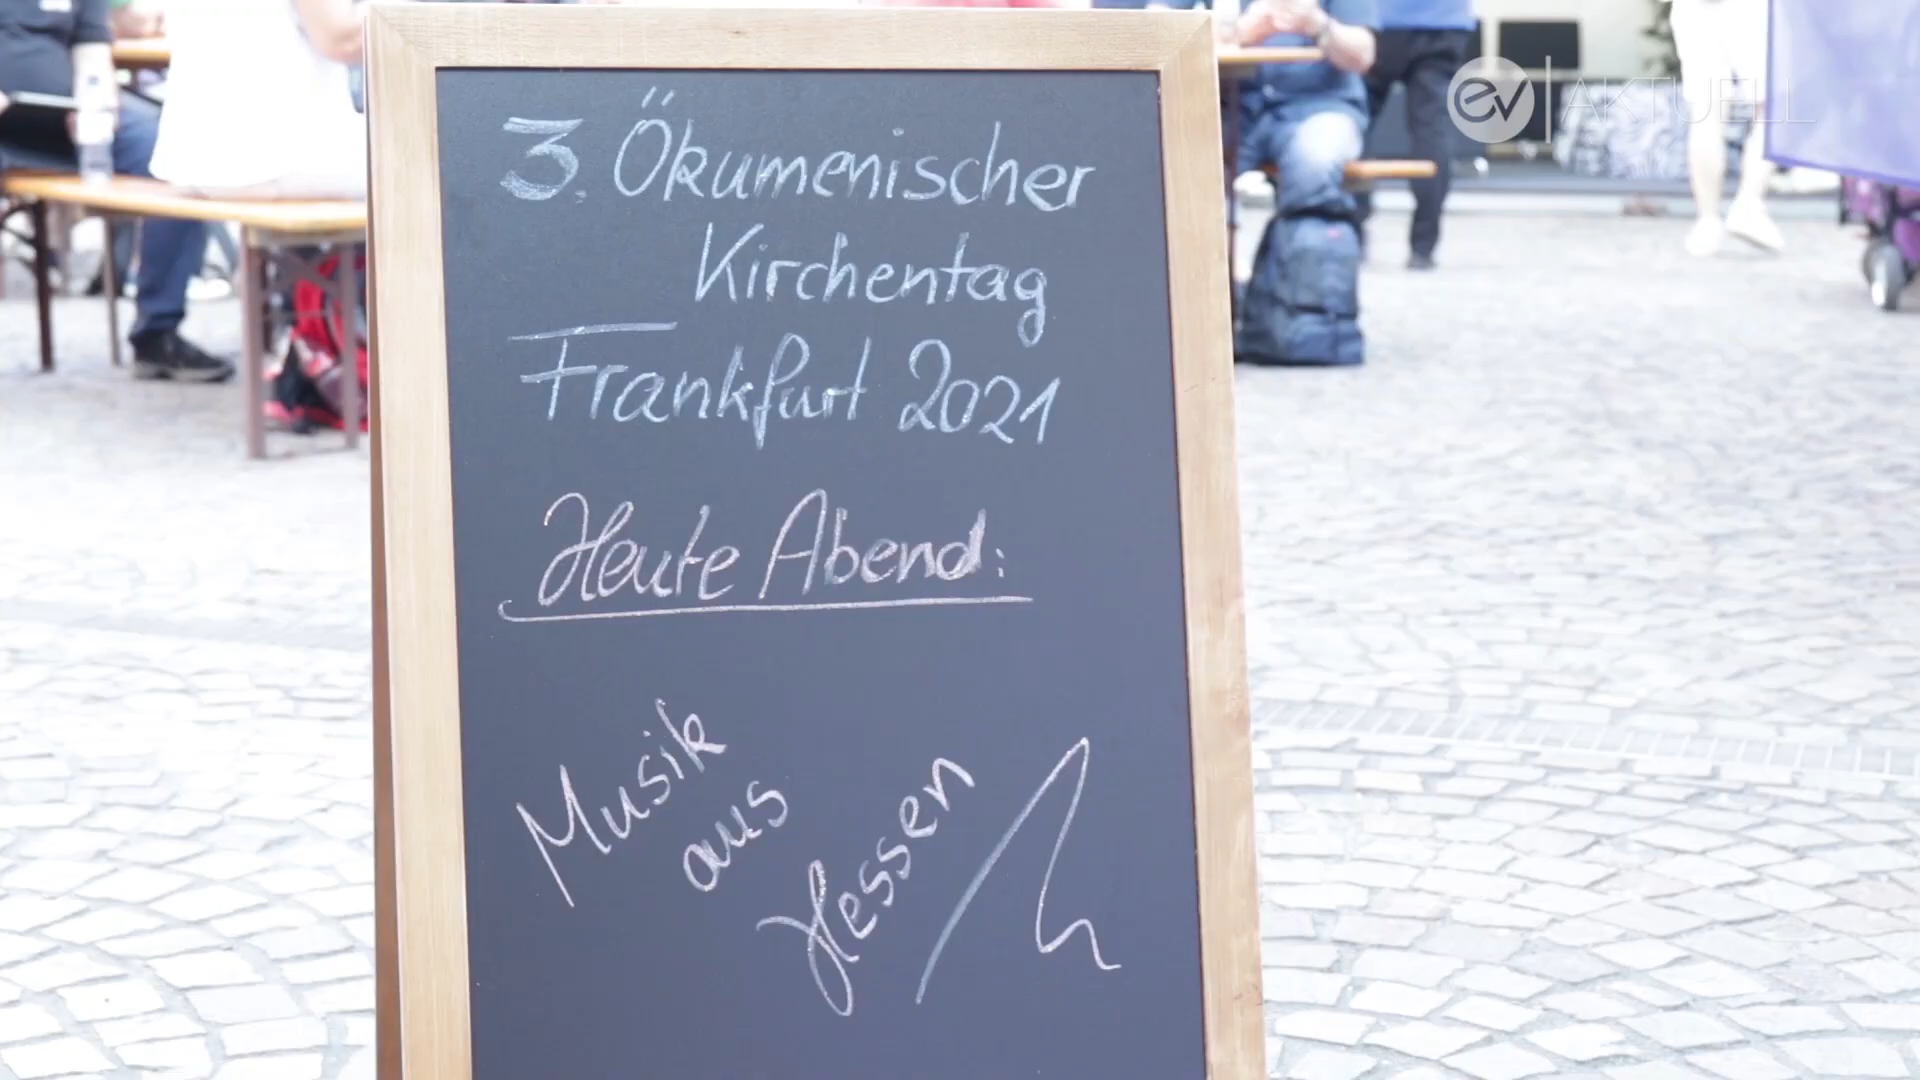 ev AKTUELL
3. Ökumenischer
Kirchentag
Frankfurt 2021
Heute Abend:
Musik
aus
Hessen